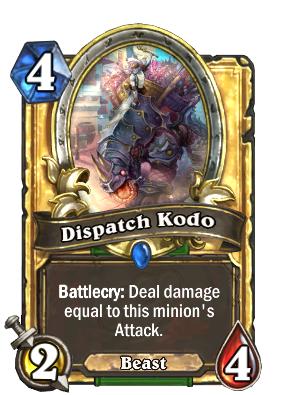 4
Dispatch Kodo
Battlecry: Deal damage
equal to this minion's
Attack.
2
Beast
4